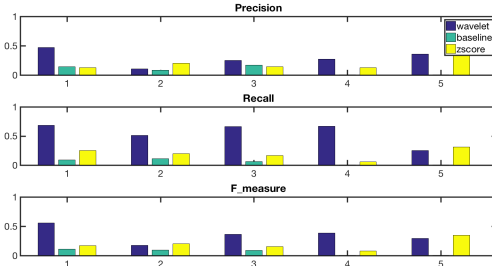 Precision
1
0.5
0
1 2 3 4 5
wavelet
baseline
zscore
Recall
1
0.5
0
1 2 3 4 5
F_measure
1
0.5
0
1 2 3 4 5